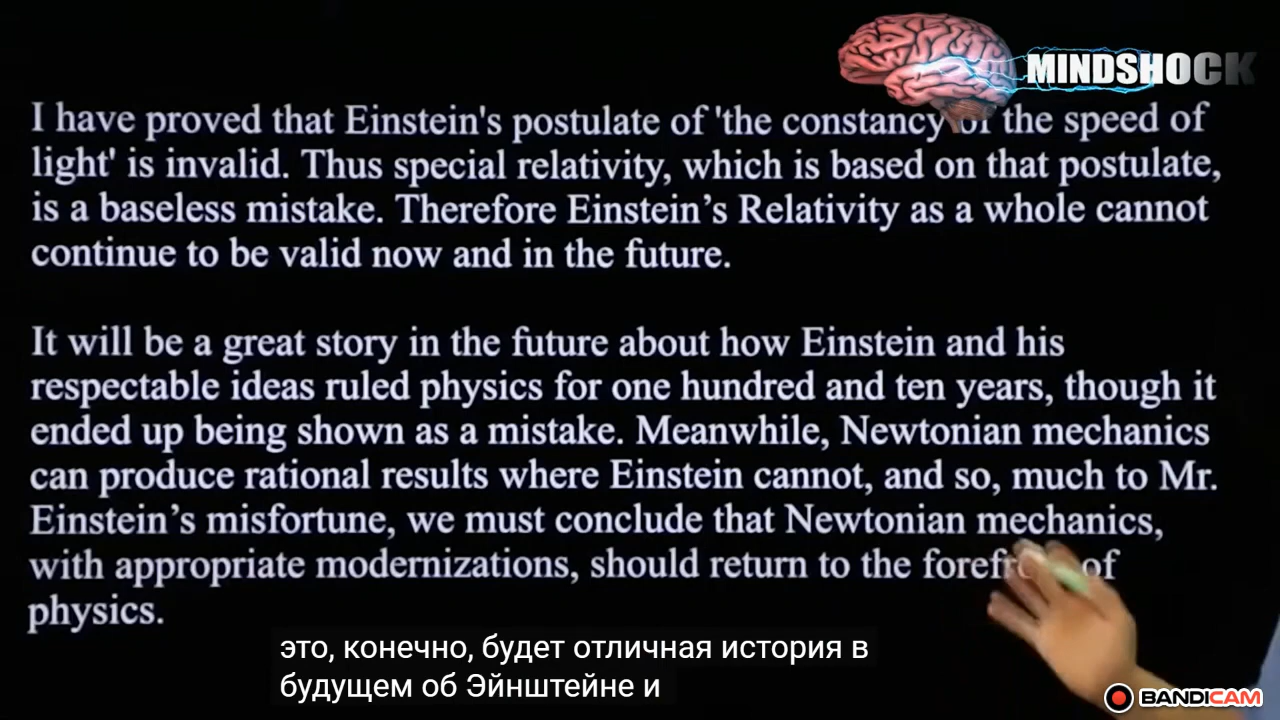 MINDSHOCK
I have proved that Einstein's postulate of 'the constancy of the speed of
light' is invalid. Thus special relativity, which is based on that postulate,
is a baseless mistake. Therefore Einstein’s Relativity as a whole cannot
continue to be valid now and in the future.
It will be a great story in the future about how Einstein and his
respectable ideas ruled physics for one hundred and ten years, though it
ended up being shown as a mistake. Meanwhile, Newtonian mechanics
can produce rational results where Einstein cannot, and so, much to Mr.
Einstein’s misfortune, we must conclude that Newtonian mechanics,
with appropriate modernizations, should return to the forefront of
physics.
это, конечно, будет отличная история в
будущем об Эйнштейне и
BANDICAM